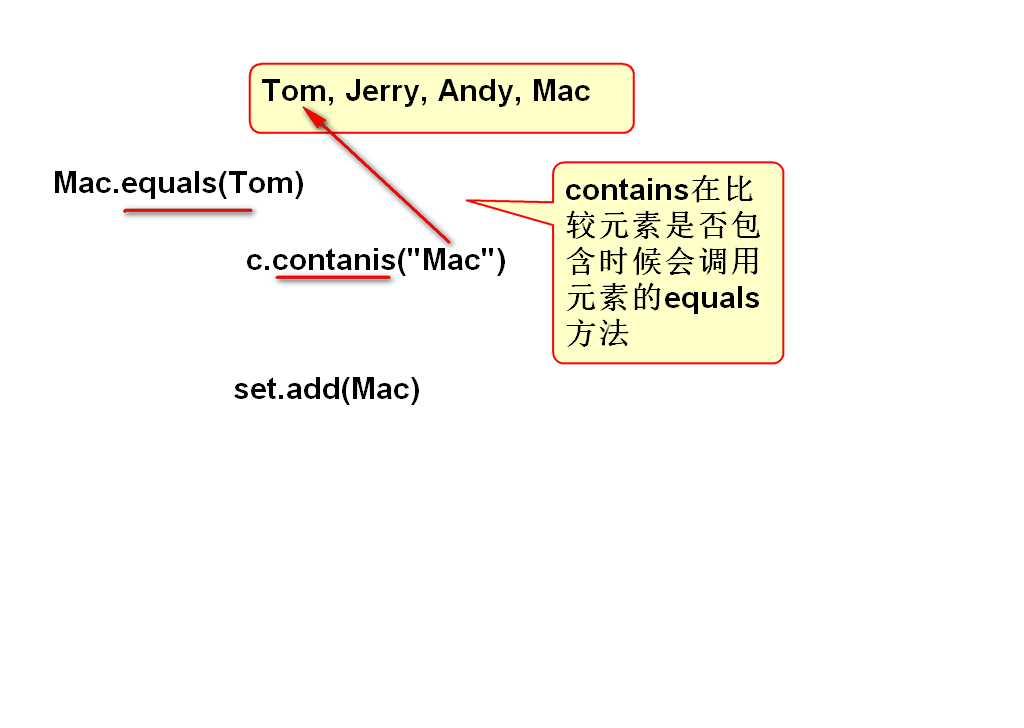 Tom, Jerry, Andy, Mac
Mac.equals(Tom)
contains在比
较元素是否包
含时候会调用
元素的equals
方法
c.contanis("Mac")
set.add(Mac)